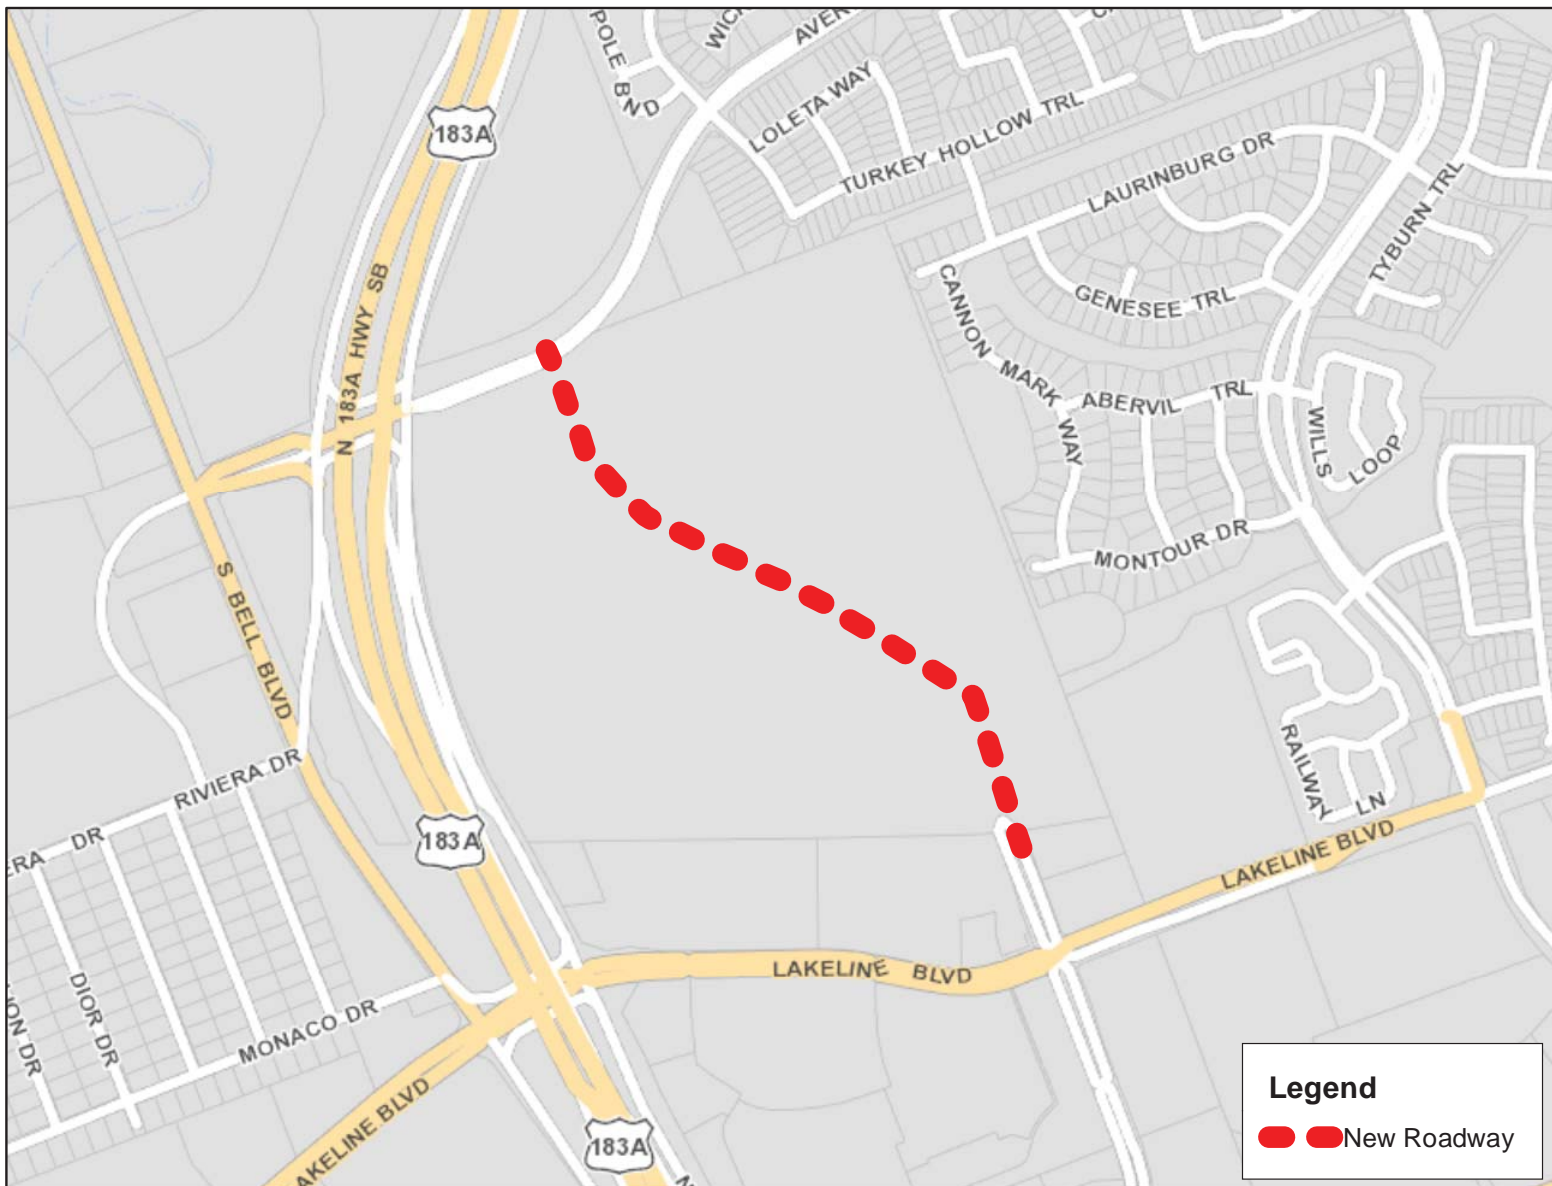 POLE BND
LOLETA WAY
TURKEY HOLLOW TRL
183A
LAURINBURG DR
TYBURN TRL
N 183A HWY SB
CANNON MARK WAY
GENESEE TRL
ABERVIL TRL
WILLS LOOP
MONTOUR DR
S BELL BLVD
RIVIERA DR
RAILWAY LN
183A
DR
LAKELINE BLVD
LAKELINE BLVD
DIOR DR
MONACO DR
LAKELINE BLVD
183A
Legend
New Roadway